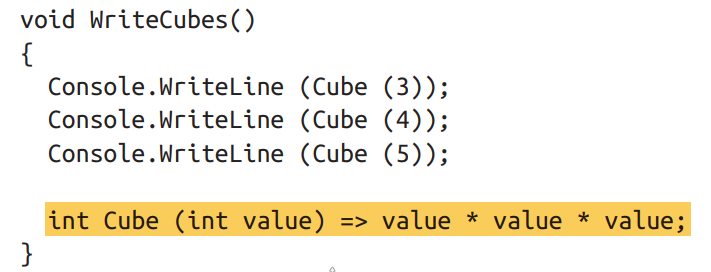 void WriteCubes()
{
  Console.WriteLine (Cube (3));
  Console.WriteLine (Cube (4));
  Console.WriteLine (Cube (5));

  int Cube (int value) => value * value * value;
}